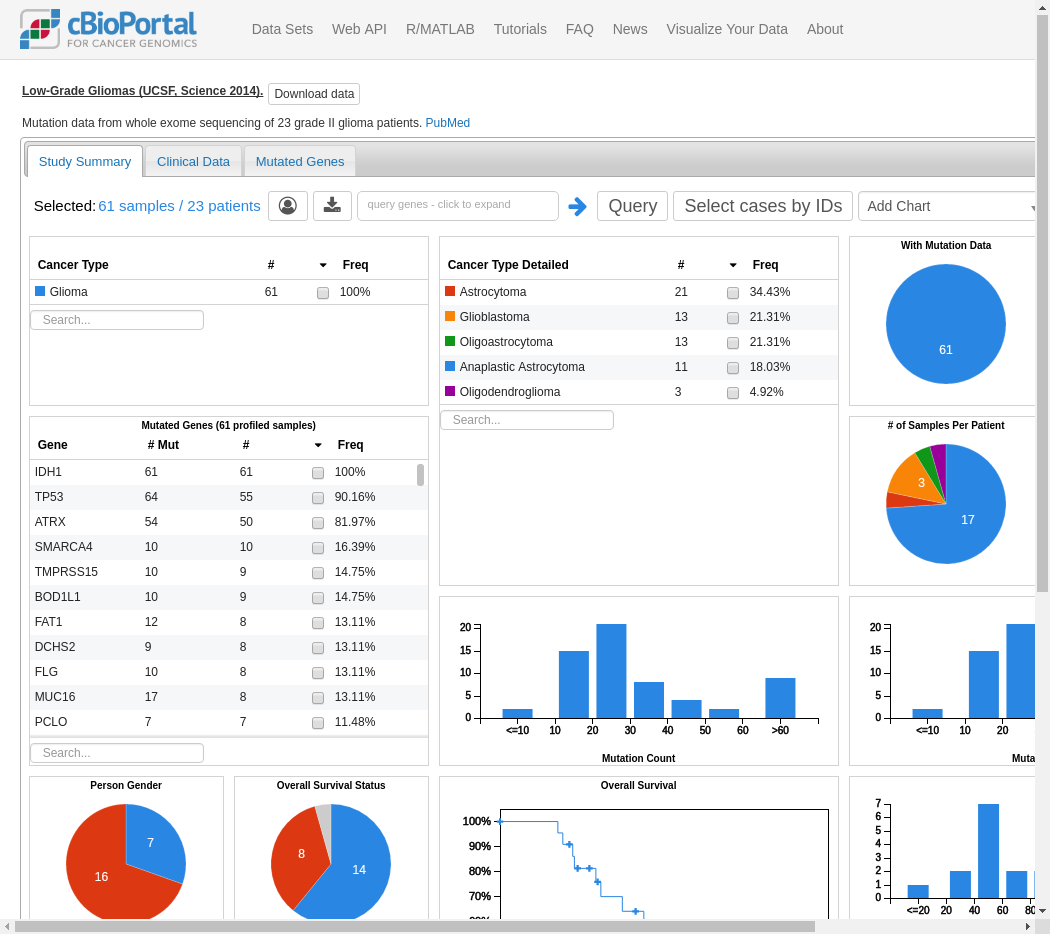 cBioPortal
FOR CANCER GENOMICS
Data Sets Web API R/MATLAB Tutorials FAQ News Visualize Your Data About
Low-Grade Gliomas (UCSF, Science 2014). Download data
Mutation data from whole exome sequencing of 23 grade II glioma patients. PubMed
Study Summary Clinical Data Mutated Genes
Selected: 61 samples / 23 patients query genes - click to expand Query Select cases by IDs Add Chart
Cancer Type # Freq
Glioma 61 100%
Search...
Cancer Type Detailed # Freq
Astrocytoma 21 34.43%
Glioblastoma 13 21.31%
Oligoastrocytoma 13 21.31%
Anaplastic Astrocytoma 11 18.03%
Oligodendroglioma 3 4.92%
Search...
With Mutation Data
61
Mutated Genes (61 profiled samples)
Gene # Mut # Freq
IDH1 61 61 100%
TP53 64 55 90.16%
ATRX 54 50 81.97%
SMARCA4 10 10 16.39%
TMPRSS15 10 9 14.75%
BOD1L1 10 9 14.75%
FAT1 12 8 13.11%
DCHS2 9 8 13.11%
FLG 10 8 13.11%
MUC16 17 8 13.11%
PCLO 7 7 11.48%
Search...
# of Samples Per Patient
3
17
20
15
10
5
0
<=10 10 20 30 40 50 60 >60
Mutation Count
20
15
10
5
0
<=10 10 20
Muta
Person Gender
7
16
Overall Survival Status
8
14
Overall Survival
100%
90%
80%
70%
60%
7
6
5
4
3
2
1
0
<=20 20 40 60 80